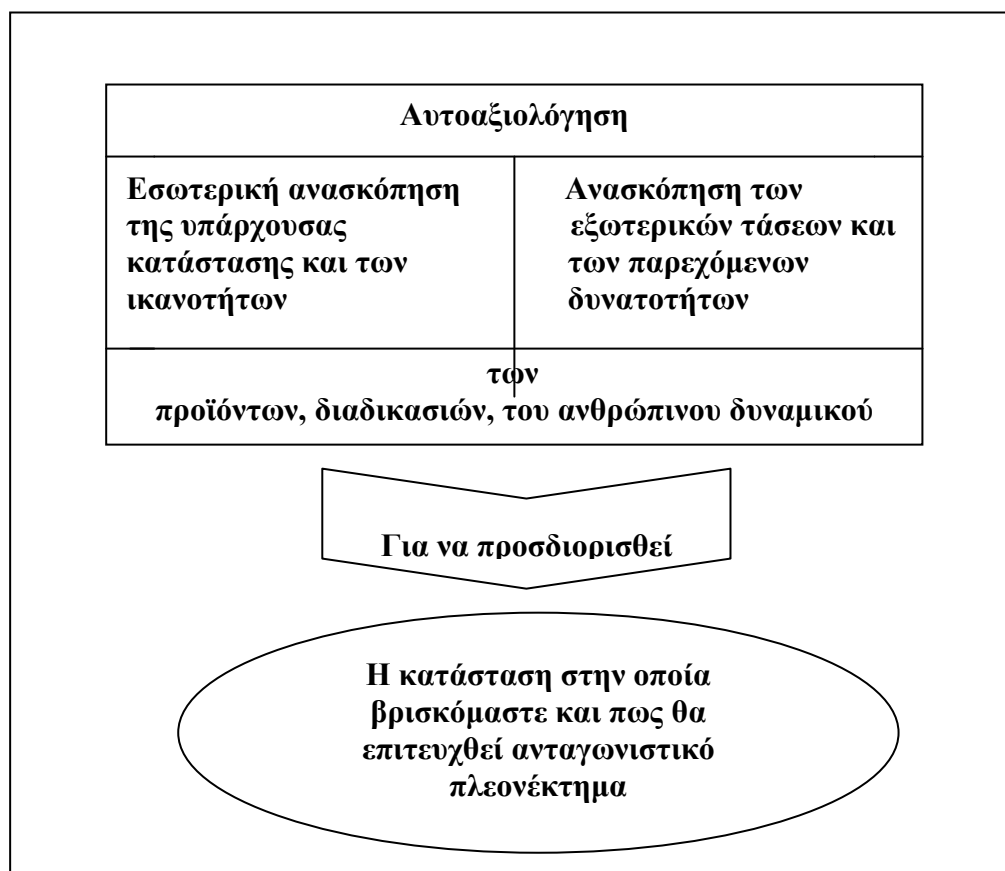 Αυτοαξιολόγηση
Εσωτερική ανασκόπηση
της υπάρχουσας
κατάστασης και των
ικανοτήτων
Ανασκόπηση των
εξωτερικών τάσεων και
των παρεχόμενων
δυνατοτήτων
των
προϊόντων, διαδικασιών, του ανθρώπινου δυναμικού
Για να προσδιορισθεί
Η κατάσταση στην οποία
βρισκόμαστε και πως θα
επιτευχθεί ανταγωνιστικό
πλεονέκτημα